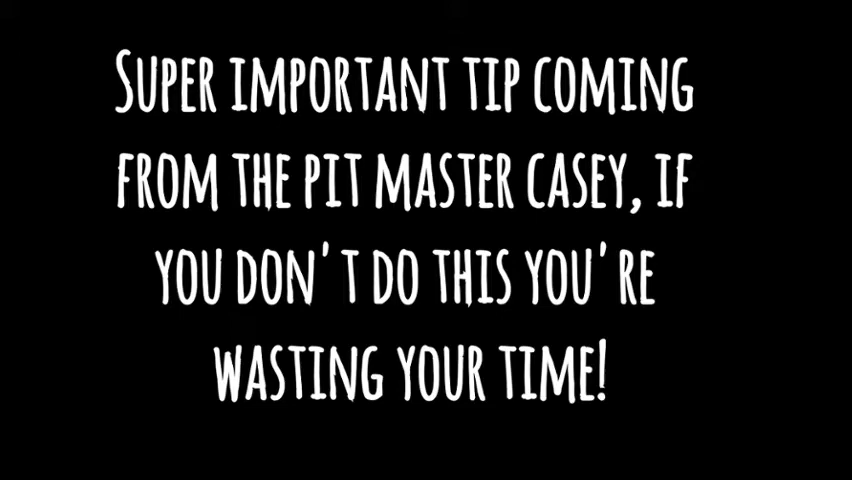 Super important tip coming
from the pit master Casey, if
you don't do this you're
wasting your time!